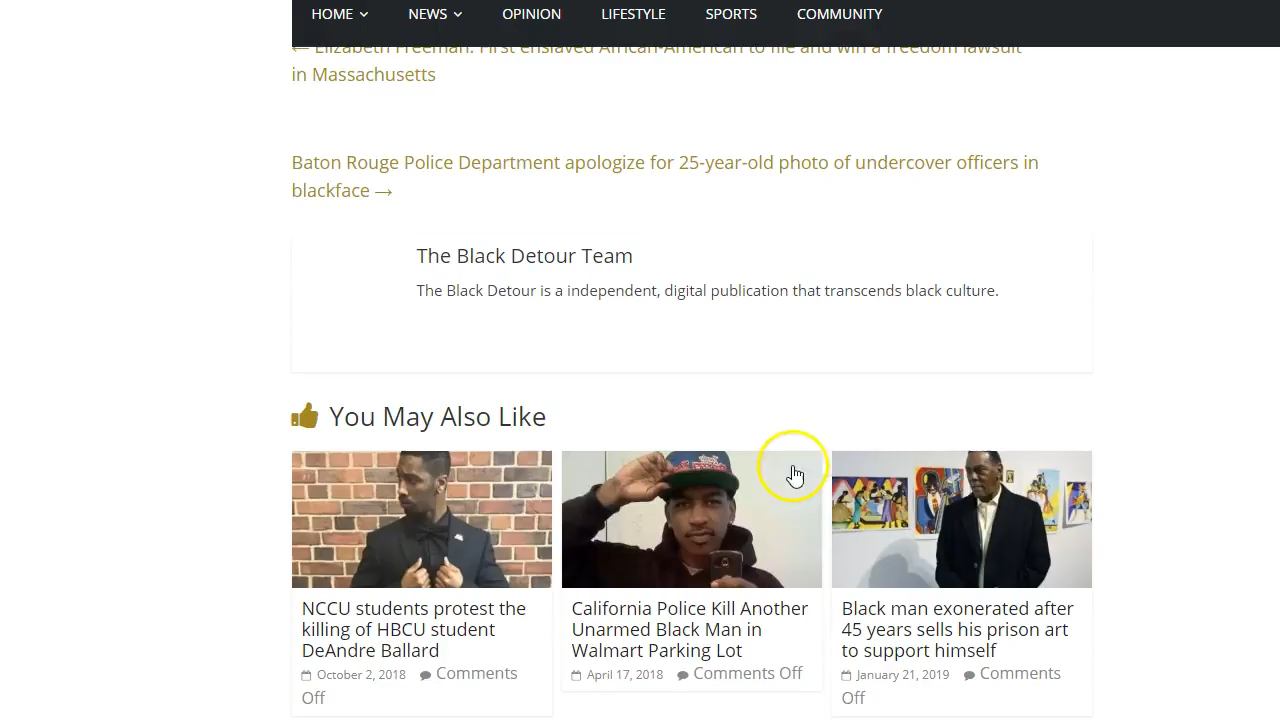 HOME NEWS OPINION LIFESTYLE SPORTS COMMUNITY
← Elizabeth Freeman: First enslaved African-American to file and win a freedom lawsuit
in Massachusetts
Baton Rouge Police Department apologize for 25-year-old photo of undercover officers in
blackface →
The Black Detour Team
The Black Detour is a independent, digital publication that transcends black culture.
You May Also Like
NCCU students protest the
killing of HBCU student
DeAndre Ballard
October 2, 2018 Comments
Off
California Police Kill Another
Unarmed Black Man in
Walmart Parking Lot
April 17, 2018 Comments Off
Black man exonerated after
45 years sells his prison art
to support himself
January 21, 2019 Comments
Off